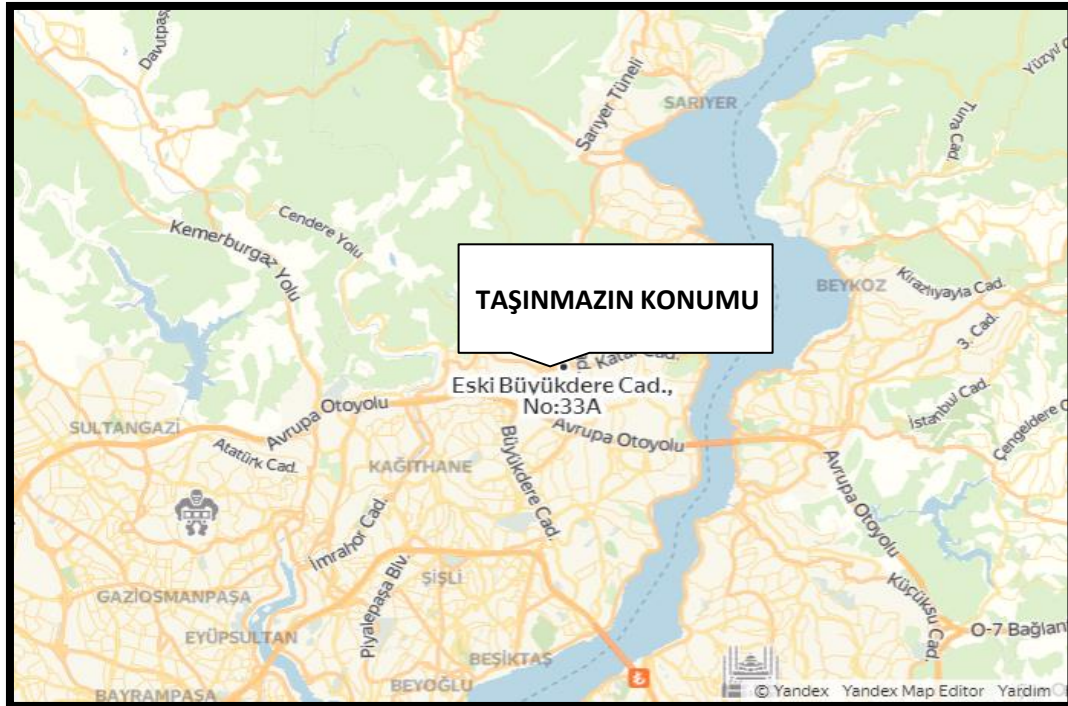 Davutpaş
Yüzyıl
Sarıyer Tüneli
SARIYER
Tuna Cad.
Cendere Yolu
Kemerburgaz Yolu
TAŞINMAZIN KONUMU
BEYKOZ
Kirazlıyayla Cad.
3. Cad.
Katar Cad.
Eski Büyükdere Cad.,
No:33A
İstanbul Cad.
Çengeldere C
SULTANGAZİ
Avrupa Otoyolu
Atatürk Cad.
KAĞITHANE
Büyükdere Cad.
Avrupa Otoyolu
Avrupa Otoyolu
İmrahor Cad.
Piyalepaşa Blv.
ŞİŞLİ
Küçüksu Cad.
GAZİOSMANPAŞA
EYÜPSULTAN
O-7 Bağlan
BEŞİKTAŞ
BEYOĞLU
BAYRAMPAŞA
© Yandex Yandex Map Editor Yardım